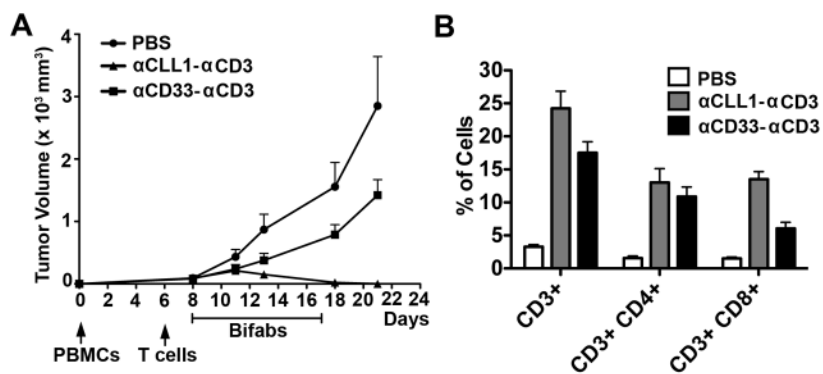 A
Tumor Volume (x 10³ mm³)
4
3
2
1
0
PBS
αCLL1-αCD3
αCD33-αCD3
0 2 4 6 8 10 12 14 16 18 20 22 24
Days
Bifabs
PBMCs
T cells
B
% of Cells
30
25
20
15
10
5
0
PBS
αCLL1-αCD3
αCD33-αCD3
CD3+
CD3+ CD4+
CD3+ CD8+